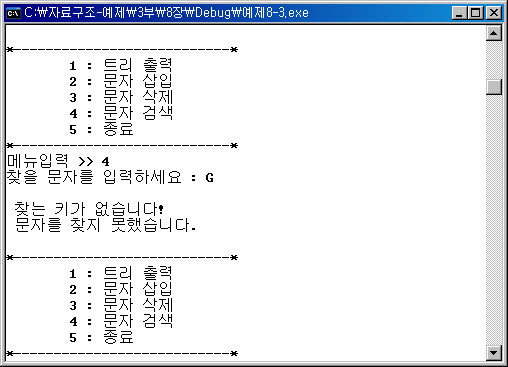 C:\자료구조-예제\3부\8장\Debug\예제8-3.exe
*----------------------------*
1 : 트리 출력
2 : 문자 삽입
3 : 문자 삭제
4 : 문자 검색
5 : 종료
*----------------------------*
메뉴입력 >> 4
찾을 문자를 입력하세요 : G
찾는 키가 없습니다!
문자를 찾지 못했습니다.
*----------------------------*
1 : 트리 출력
2 : 문자 삽입
3 : 문자 삭제
4 : 문자 검색
5 : 종료
*----------------------------*